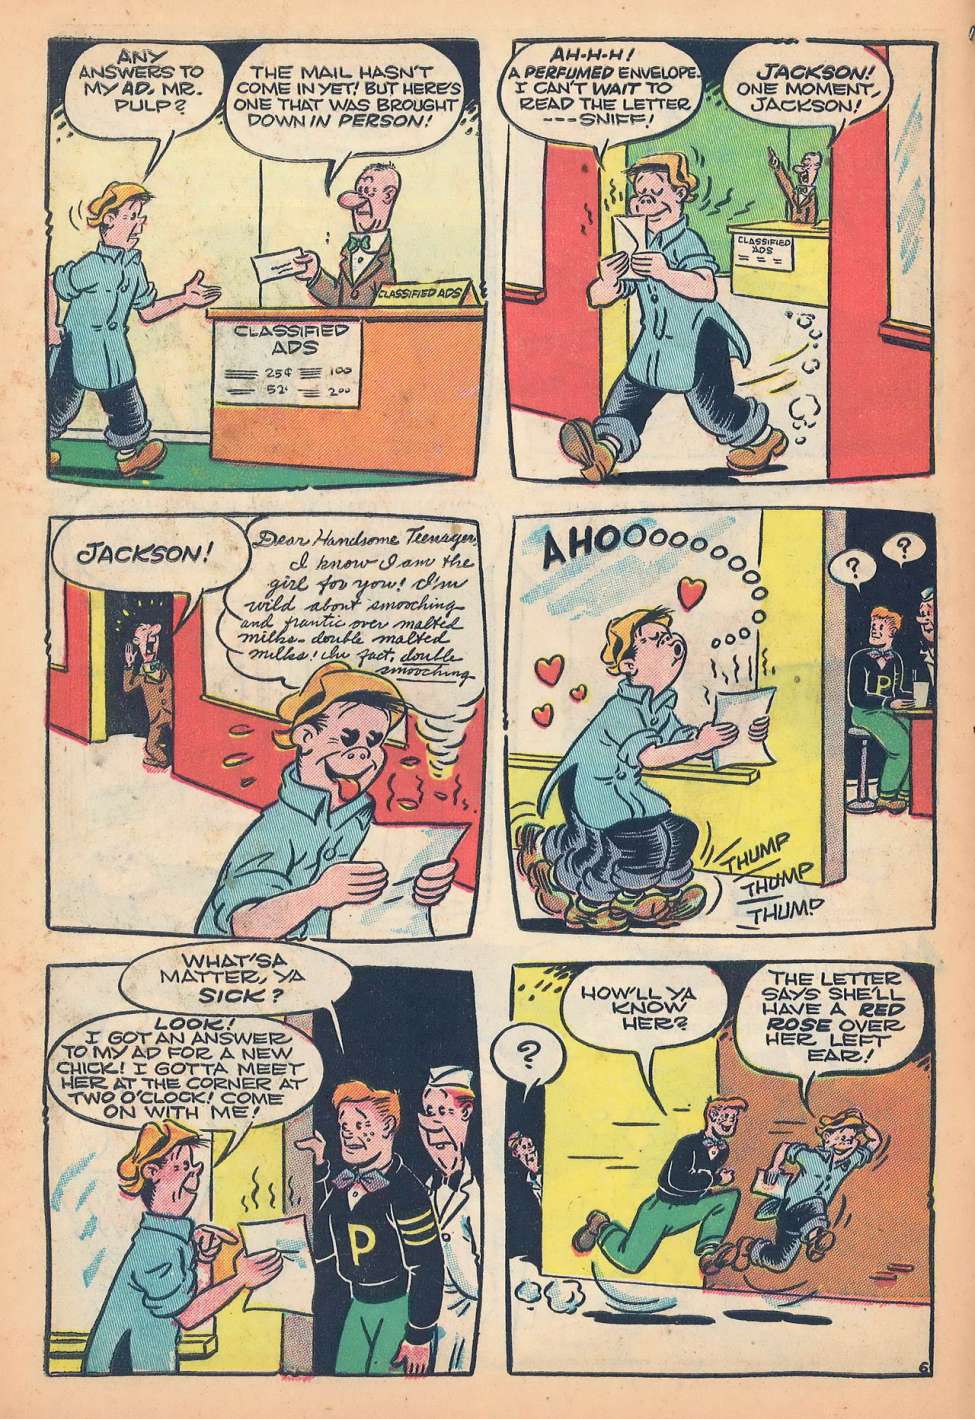 ANY
ANSWERS TO
MY AD, MR.
PULP?
THE MAIL HASN'T
COME IN YET! BUT HERE'S
ONE THAT WAS BROUGHT
DOWN IN PERSON!
CLASSIFIED ADS
CLASSIFIED
ADS
25¢ 100
52¢ 200
AH-H-H!
A PERFUMED ENVELOPE.
I CAN'T WAIT TO
READ THE LETTER
---SNIFF!
JACKSON!
ONE MOMENT,
JACKSON!
CLASSIFIED
ADS
JACKSON!
Dear Handsome Teenager,
I know I am the
girl for you! I'm
wild about smooching
and frantic over malted
milks- double malted
milks! In fact, double
smooching
AHOOOOOOOO
?
?
P
THUMP
THUMP
THUMP
WHAT'SA
MATTER, YA
SICK?
LOOK!
I GOT AN ANSWER
TO MY AD FOR A NEW
CHICK! I GOTTA MEET
HER AT THE CORNER AT
TWO O'CLOCK! COME
ON WITH ME!
P
?
HOW'LL YA
KNOW
HER?
THE LETTER
SAYS SHE'LL
HAVE A RED
ROSE OVER
HER LEFT
EAR!
6